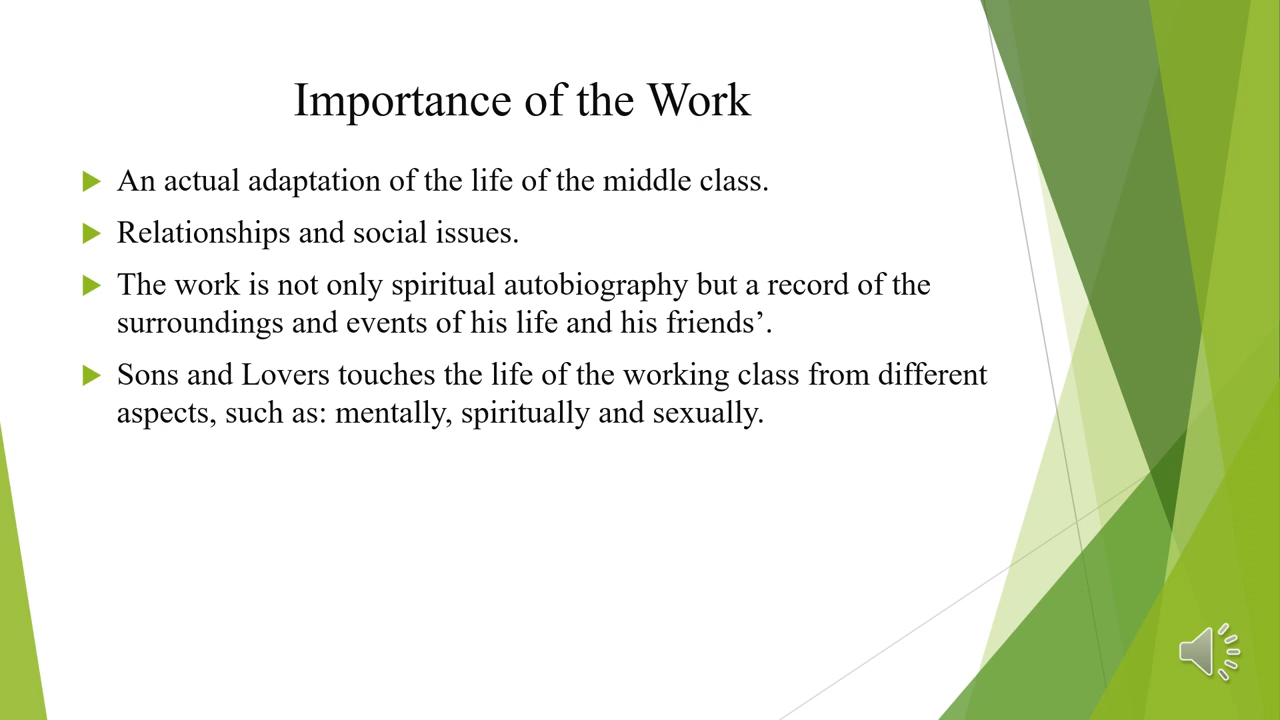 Importance of the Work
An actual adaptation of the life of the middle class.
Relationships and social issues.
The work is not only spiritual autobiography but a record of the
surroundings and events of his life and his friends’.
Sons and Lovers touches the life of the working class from different
aspects, such as: mentally, spiritually and sexually.